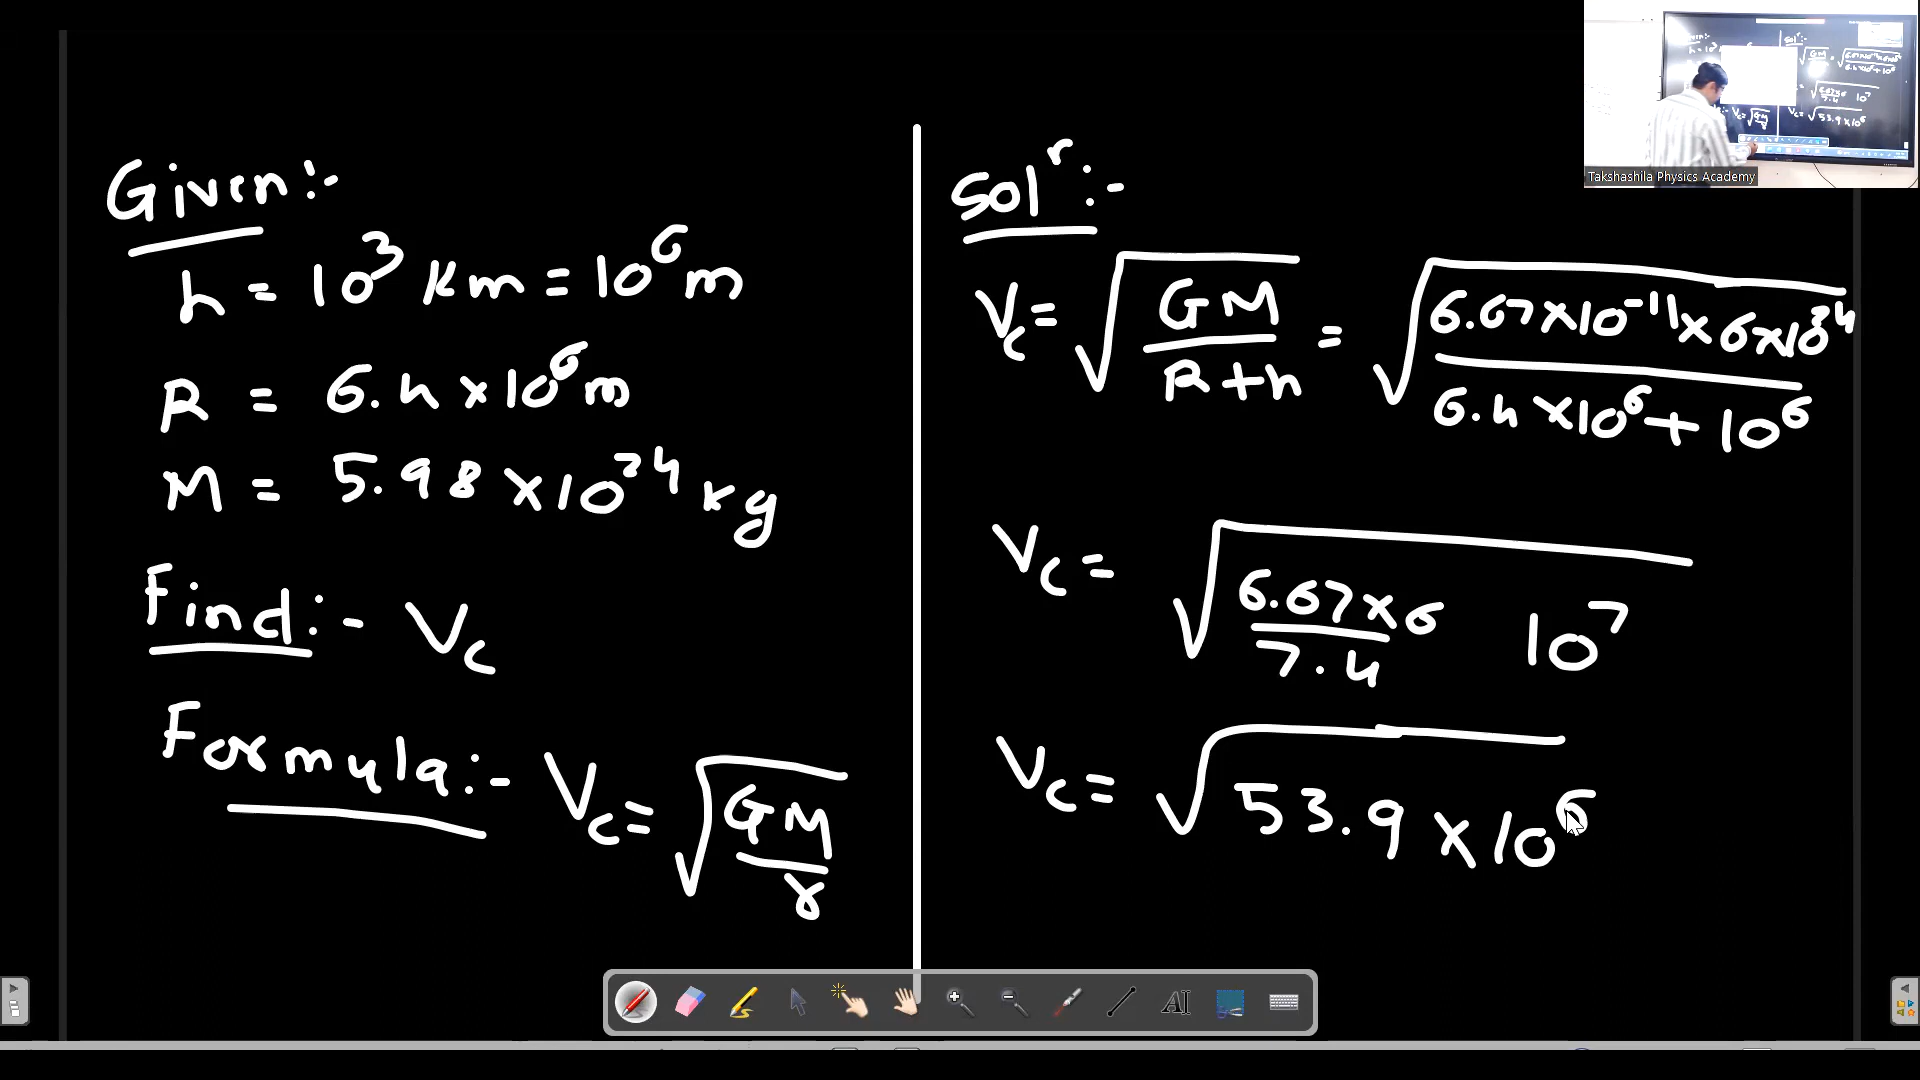 Given:-
h = 10³ km = 10⁶ m
R = 6.4 × 10⁶ m
M = 5.98 × 10²⁴ kg
Find:- Vc
Formula:- Vc = √(GM/r)
Solʳ:-
Vc = √(GM/R+h) = √(6.67×10⁻¹¹ × 6×10²⁴/6.4×10⁶ + 10⁶)
Vc = √(6.67×6/7.4 10⁷)
Vc = √(53.9 × 10⁶)
Takshashila Physics Academy